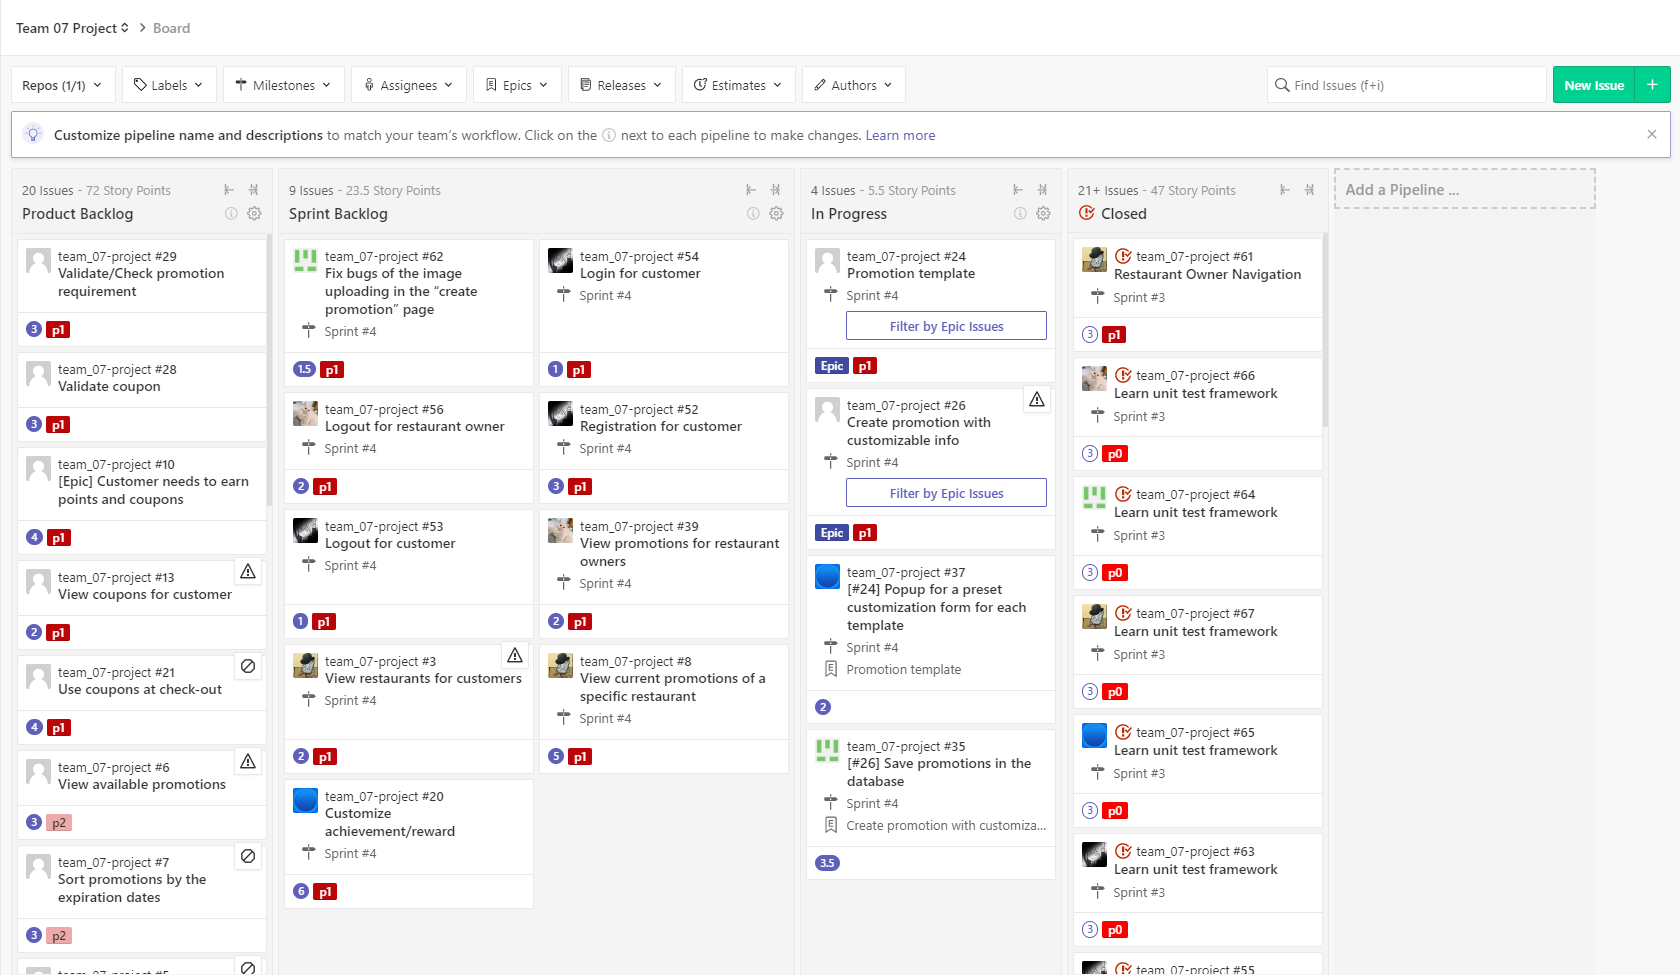 Team 07 Project > Board
Repos (1/1)
Labels
Milestones
Assignees
Epics
Releases
Estimates
Authors
Find Issues (f+i)
New Issue +
Customize pipeline name and descriptions to match your team's workflow. Click on the ⓘ next to each pipeline to make changes. Learn more
20 Issues - 72 Story Points
Product Backlog
team_07-project #29
Validate/Check promotion
requirement
3 p1
team_07-project #28
Validate coupon
3 p1
team_07-project #10
[Epic] Customer needs to earn
points and coupons
4 p1
team_07-project #13
View coupons for customer
2 p1
team_07-project #21
Use coupons at check-out
4 p1
team_07-project #6
View available promotions
3 p2
team_07-project #7
Sort promotions by the
expiration dates
3 p2
team_07-project #5
9 Issues - 23.5 Story Points
Sprint Backlog
team_07-project #62
Fix bugs of the image
uploading in the "create
promotion" page
Sprint #4
1.5 p1
team_07-project #54
Login for customer
Sprint #4
1 p1
team_07-project #56
Logout for restaurant owner
Sprint #4
2 p1
team_07-project #52
Registration for customer
Sprint #4
3 p1
team_07-project #53
Logout for customer
Sprint #4
1 p1
team_07-project #39
View promotions for restaurant
owners
Sprint #4
2 p1
team_07-project #3
View restaurants for customers
Sprint #4
2 p1
team_07-project #8
View current promotions of a
specific restaurant
Sprint #4
5 p1
team_07-project #20
Customize
achievement/reward
Sprint #4
6 p1
4 Issues - 5.5 Story Points
In Progress
team_07-project #24
Promotion template
Sprint #4
Filter by Epic Issues
Epic p1
team_07-project #26
Create promotion with
customizable info
Sprint #4
Filter by Epic Issues
Epic p1
team_07-project #37
[#24] Popup for a preset
customization form for each
template
Sprint #4
Promotion template
2
team_07-project #35
[#26] Save promotions in the
database
Sprint #4
Create promotion with customiza...
3.5
21+ Issues - 47 Story Points
Closed
team_07-project #61
Restaurant Owner Navigation
Sprint #3
3 p1
team_07-project #66
Learn unit test framework
Sprint #3
3 p0
team_07-project #64
Learn unit test framework
Sprint #3
3 p0
team_07-project #67
Learn unit test framework
Sprint #3
3 p0
team_07-project #65
Learn unit test framework
Sprint #3
3 p0
team_07-project #63
Learn unit test framework
Sprint #3
3 p0
team_07-project #55
Add a Pipeline ...